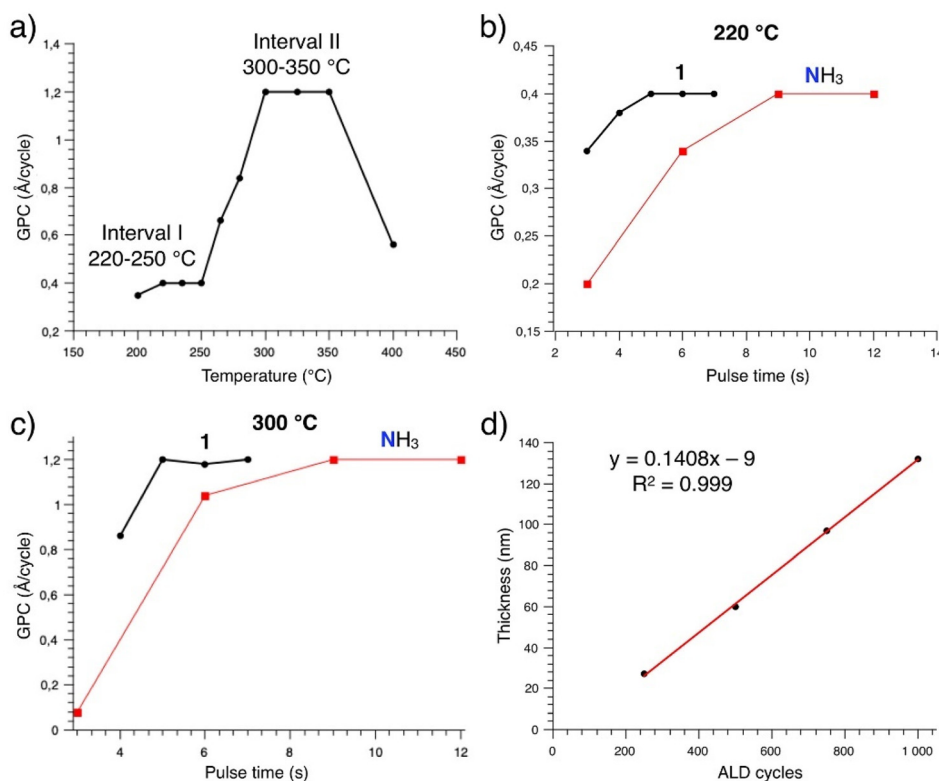 a)
Interval II
300-350 °C
Interval I
220-250 °C
GPC (Å/cycle)
1,4
1,2
1
0,8
0,6
0,4
0,2
150 200 250 300 350 400 450
Temperature (°C)
b)
220 °C
1
NH₃
GPC (Å/cycle)
0,45
0,4
0,35
0,3
0,25
0,2
0,15
2 4 6 8 10 12 14
Pulse time (s)
c)
300 °C
1
NH₃
GPC (Å/cycle)
1,2
1
0,8
0,6
0,4
0,2
0
4 6 8 10 12
Pulse time (s)
d)
y = 0.1408x – 9
R² = 0.999
Thickness (nm)
140
120
100
80
60
40
20
0
0 200 400 600 800 1 000
ALD cycles